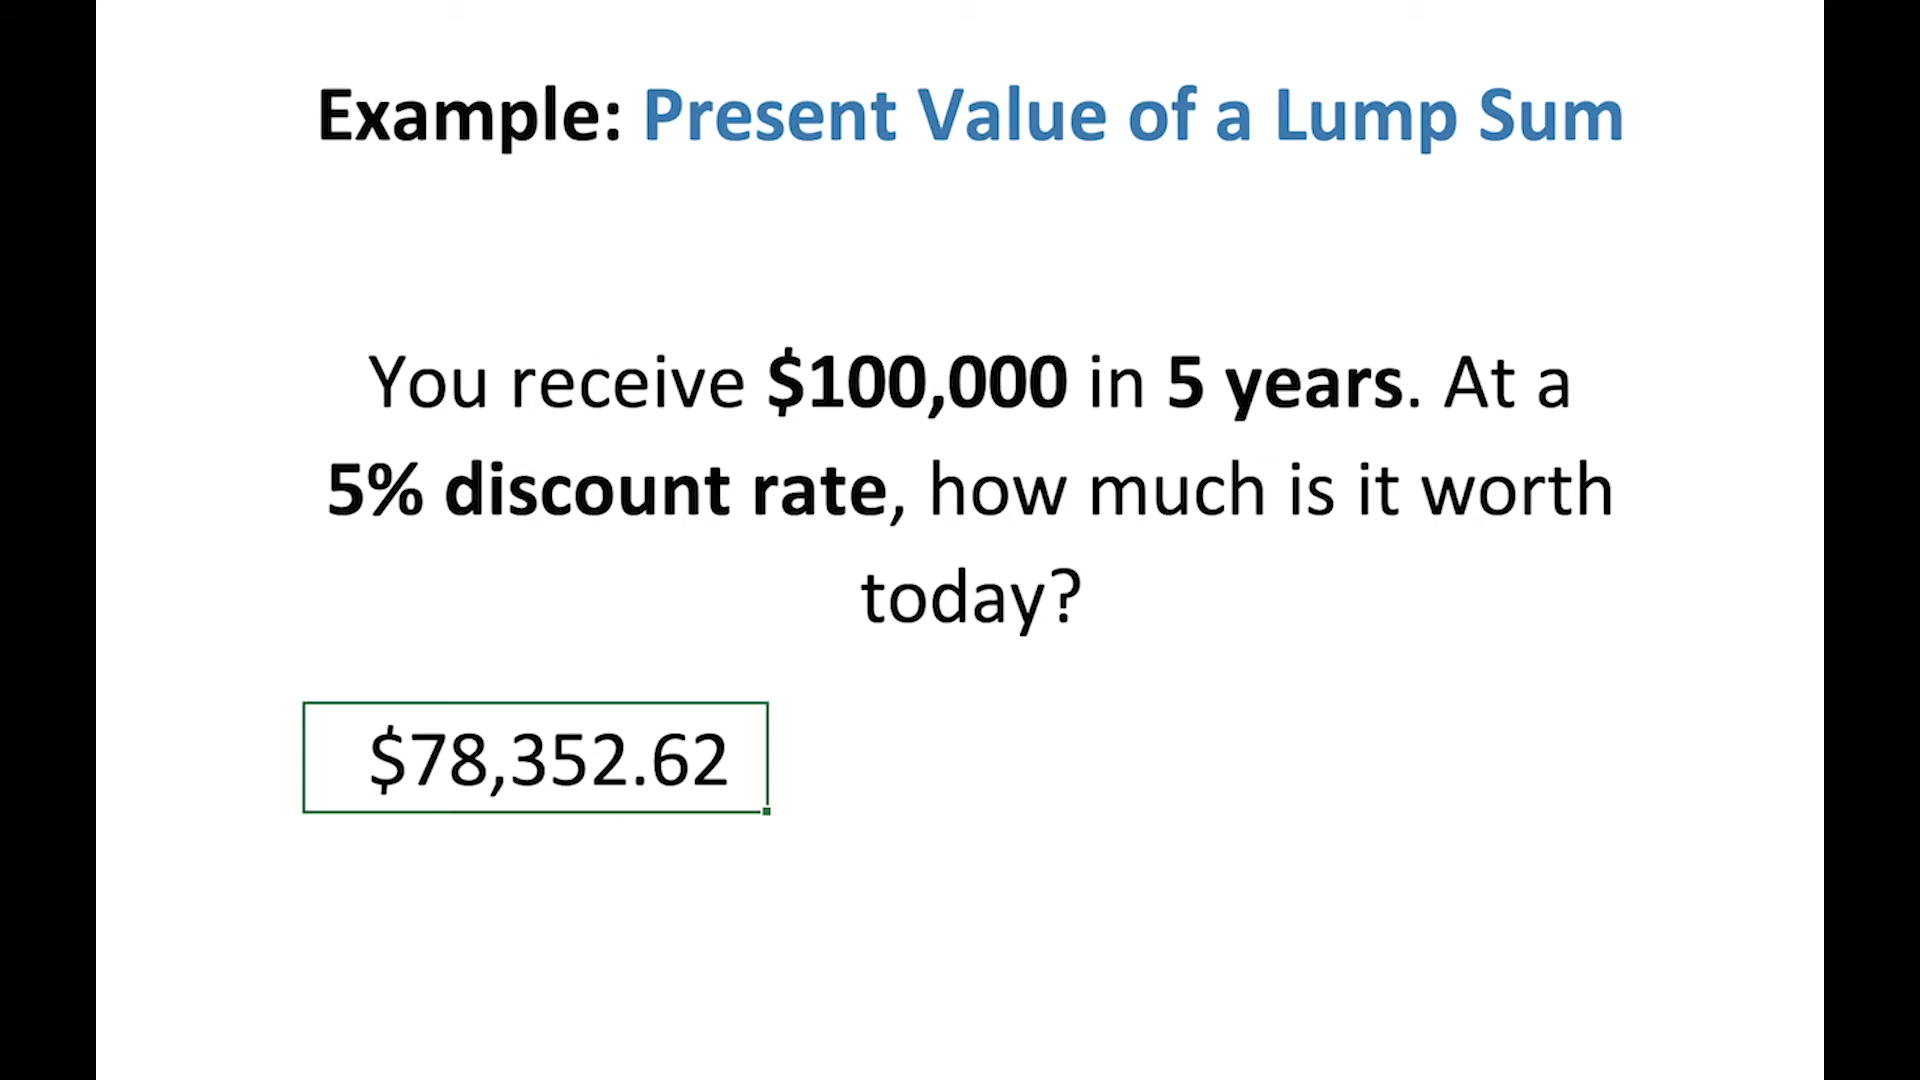 Example: Present Value of a Lump Sum
You receive $100,000 in 5 years. At a
5% discount rate, how much is it worth
today?
$78,352.62